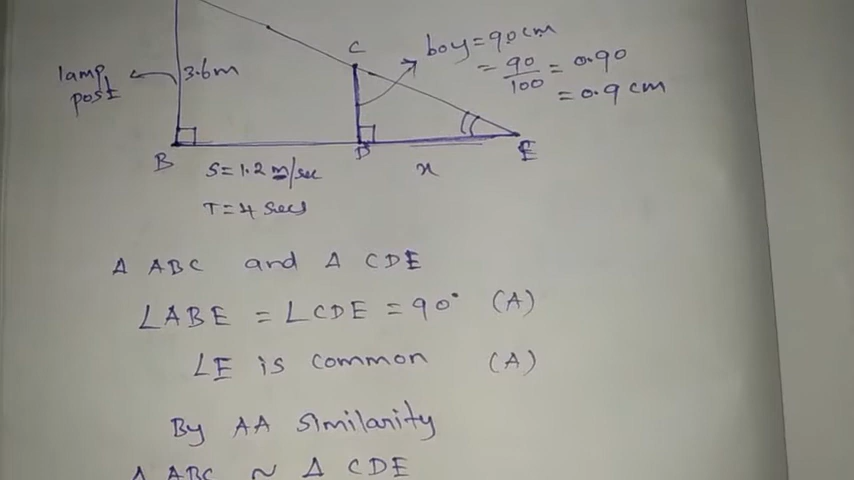 C
boy = 90 cm
= 90/100 = 0.90
= 0.9 cm
lamp post
3.6m
B
D
E
S = 1.2 m/sec
x
T = 4 secs
Δ ABC and Δ CDE
∠ABE = ∠CDE = 90° (A)
∠E is common (A)
By AA similarity
Δ ABC ~ Δ CDE